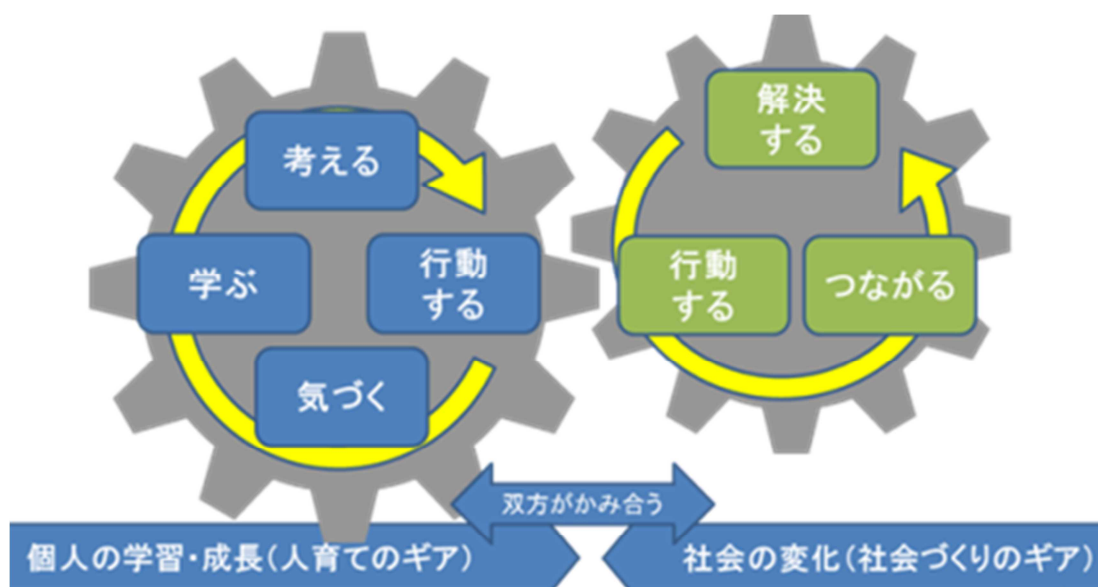 考える
学ぶ
行動
する
気づく
解決
する
行動
する
つながる
双方がかみ合う
個人の学習・成長(人育てのギア)
社会の変化(社会づくりのギア)